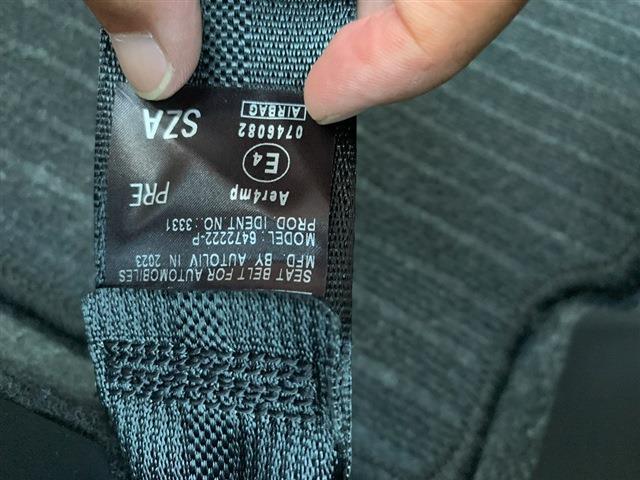 SEAT BELT FOR AUTOMOBILES
MFD. BY AUTOLIV IN 2023
MODEL: 6472222-P
PROD. IDENT.NO: 3331
PRE
Aer4mp
E4
0746082
SZA
AIRBAG